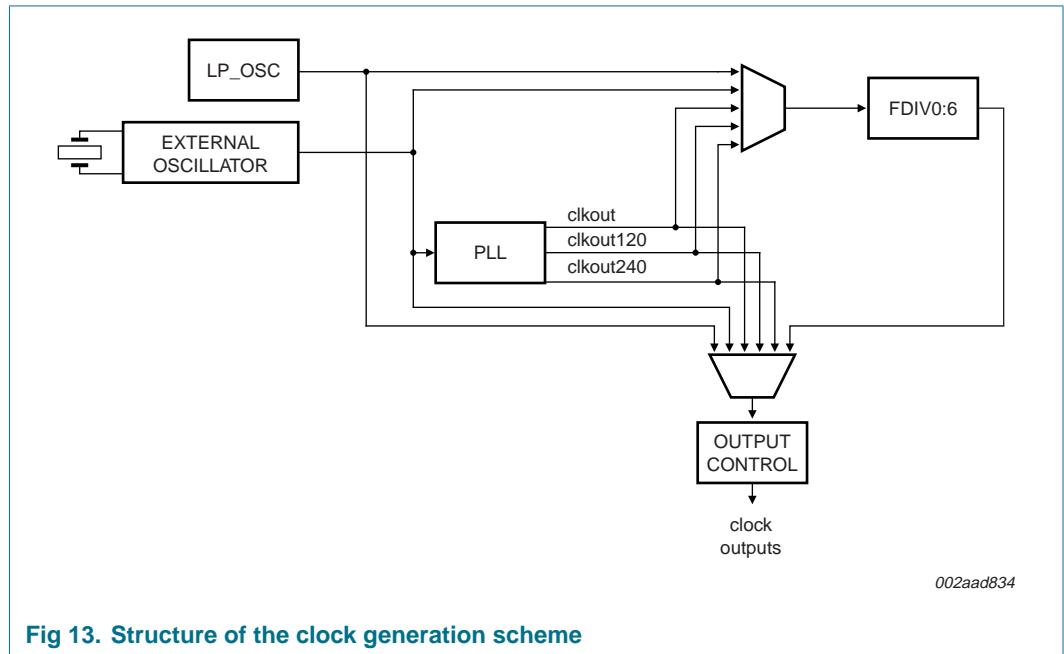 LP_OSC
EXTERNAL
OSCILLATOR
FDIV0:6
PLL
clkout
clkout120
clkout240
OUTPUT
CONTROL
clock
outputs
002aad834
Fig 13. Structure of the clock generation scheme